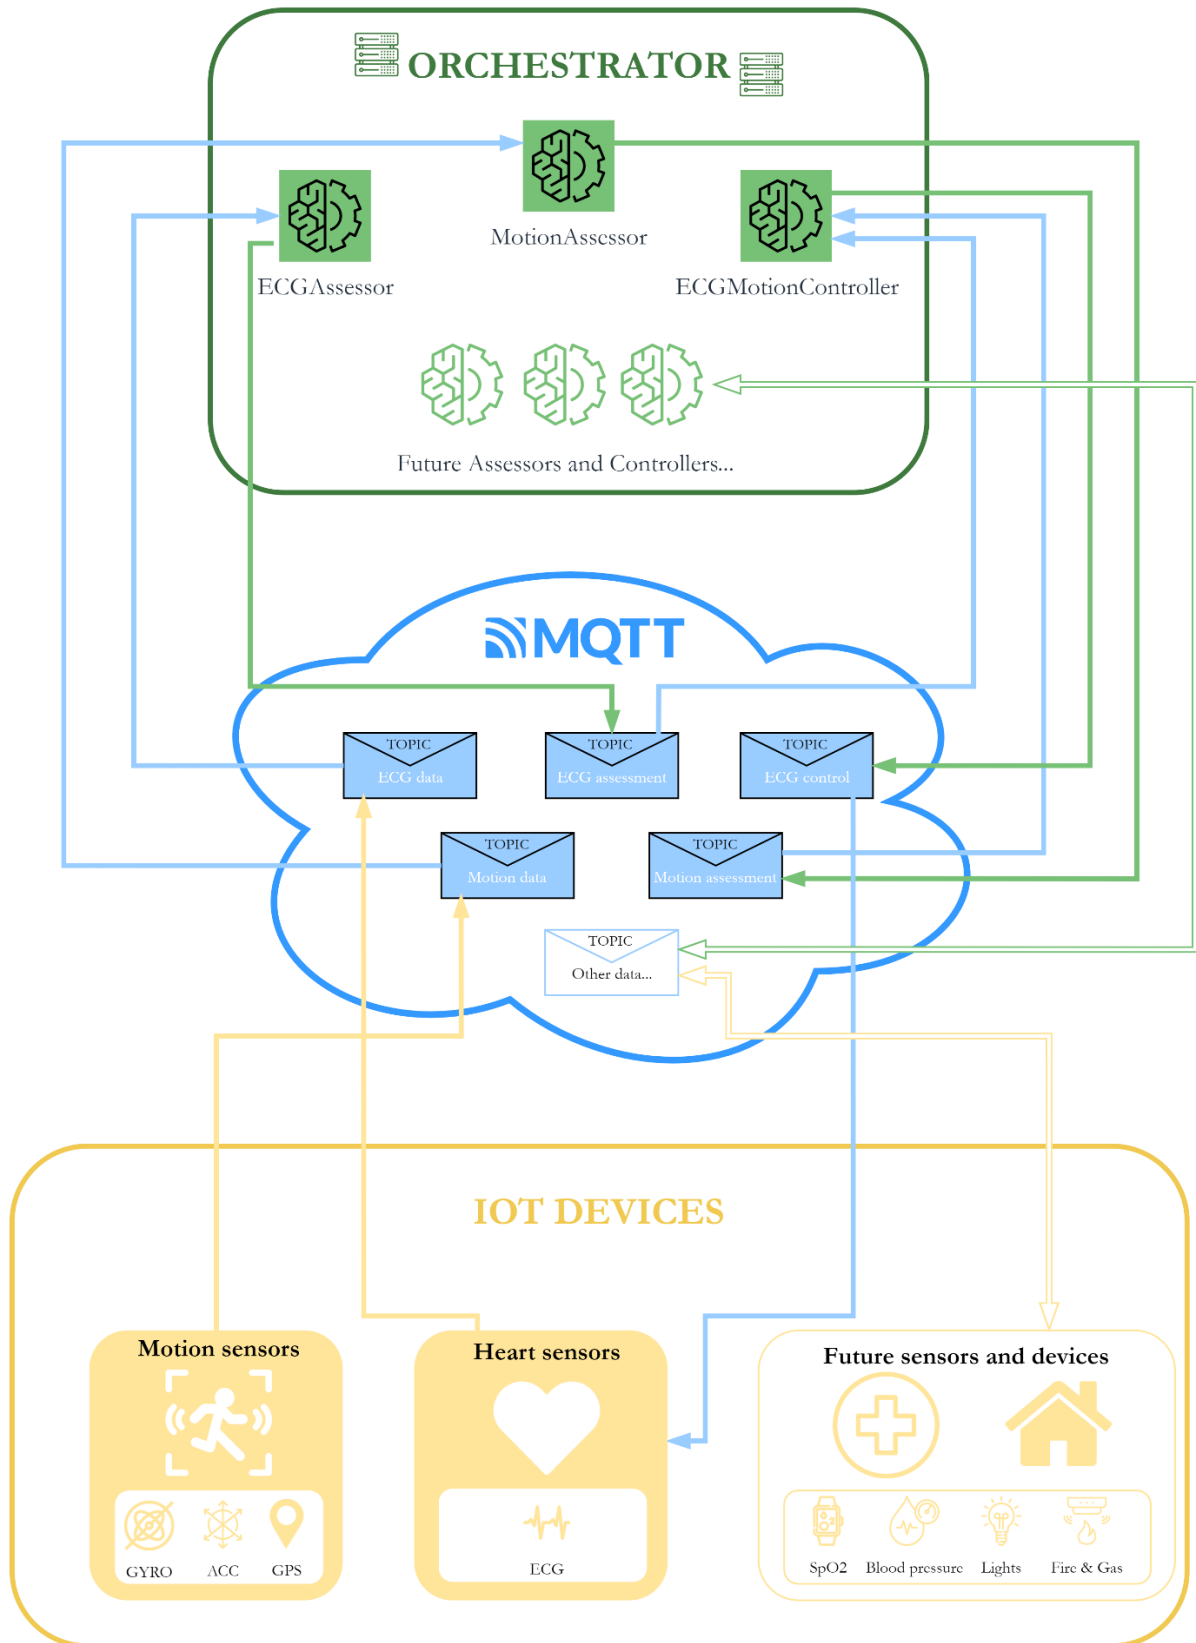 ORCHESTRATOR
MotionAssessor
ECGAssessor
ECGMotionController
Future Assessors and Controllers...
MQTT
TOPIC
ECG data
TOPIC
ECG assessment
TOPIC
ECG control
TOPIC
Motion data
TOPIC
Motion assessment
TOPIC
Other data...
IOT DEVICES
Motion sensors
GYRO
ACC
GPS
Heart sensors
ECG
Future sensors and devices
O2
SpO2
Blood pressure
Lights
Fire & Gas